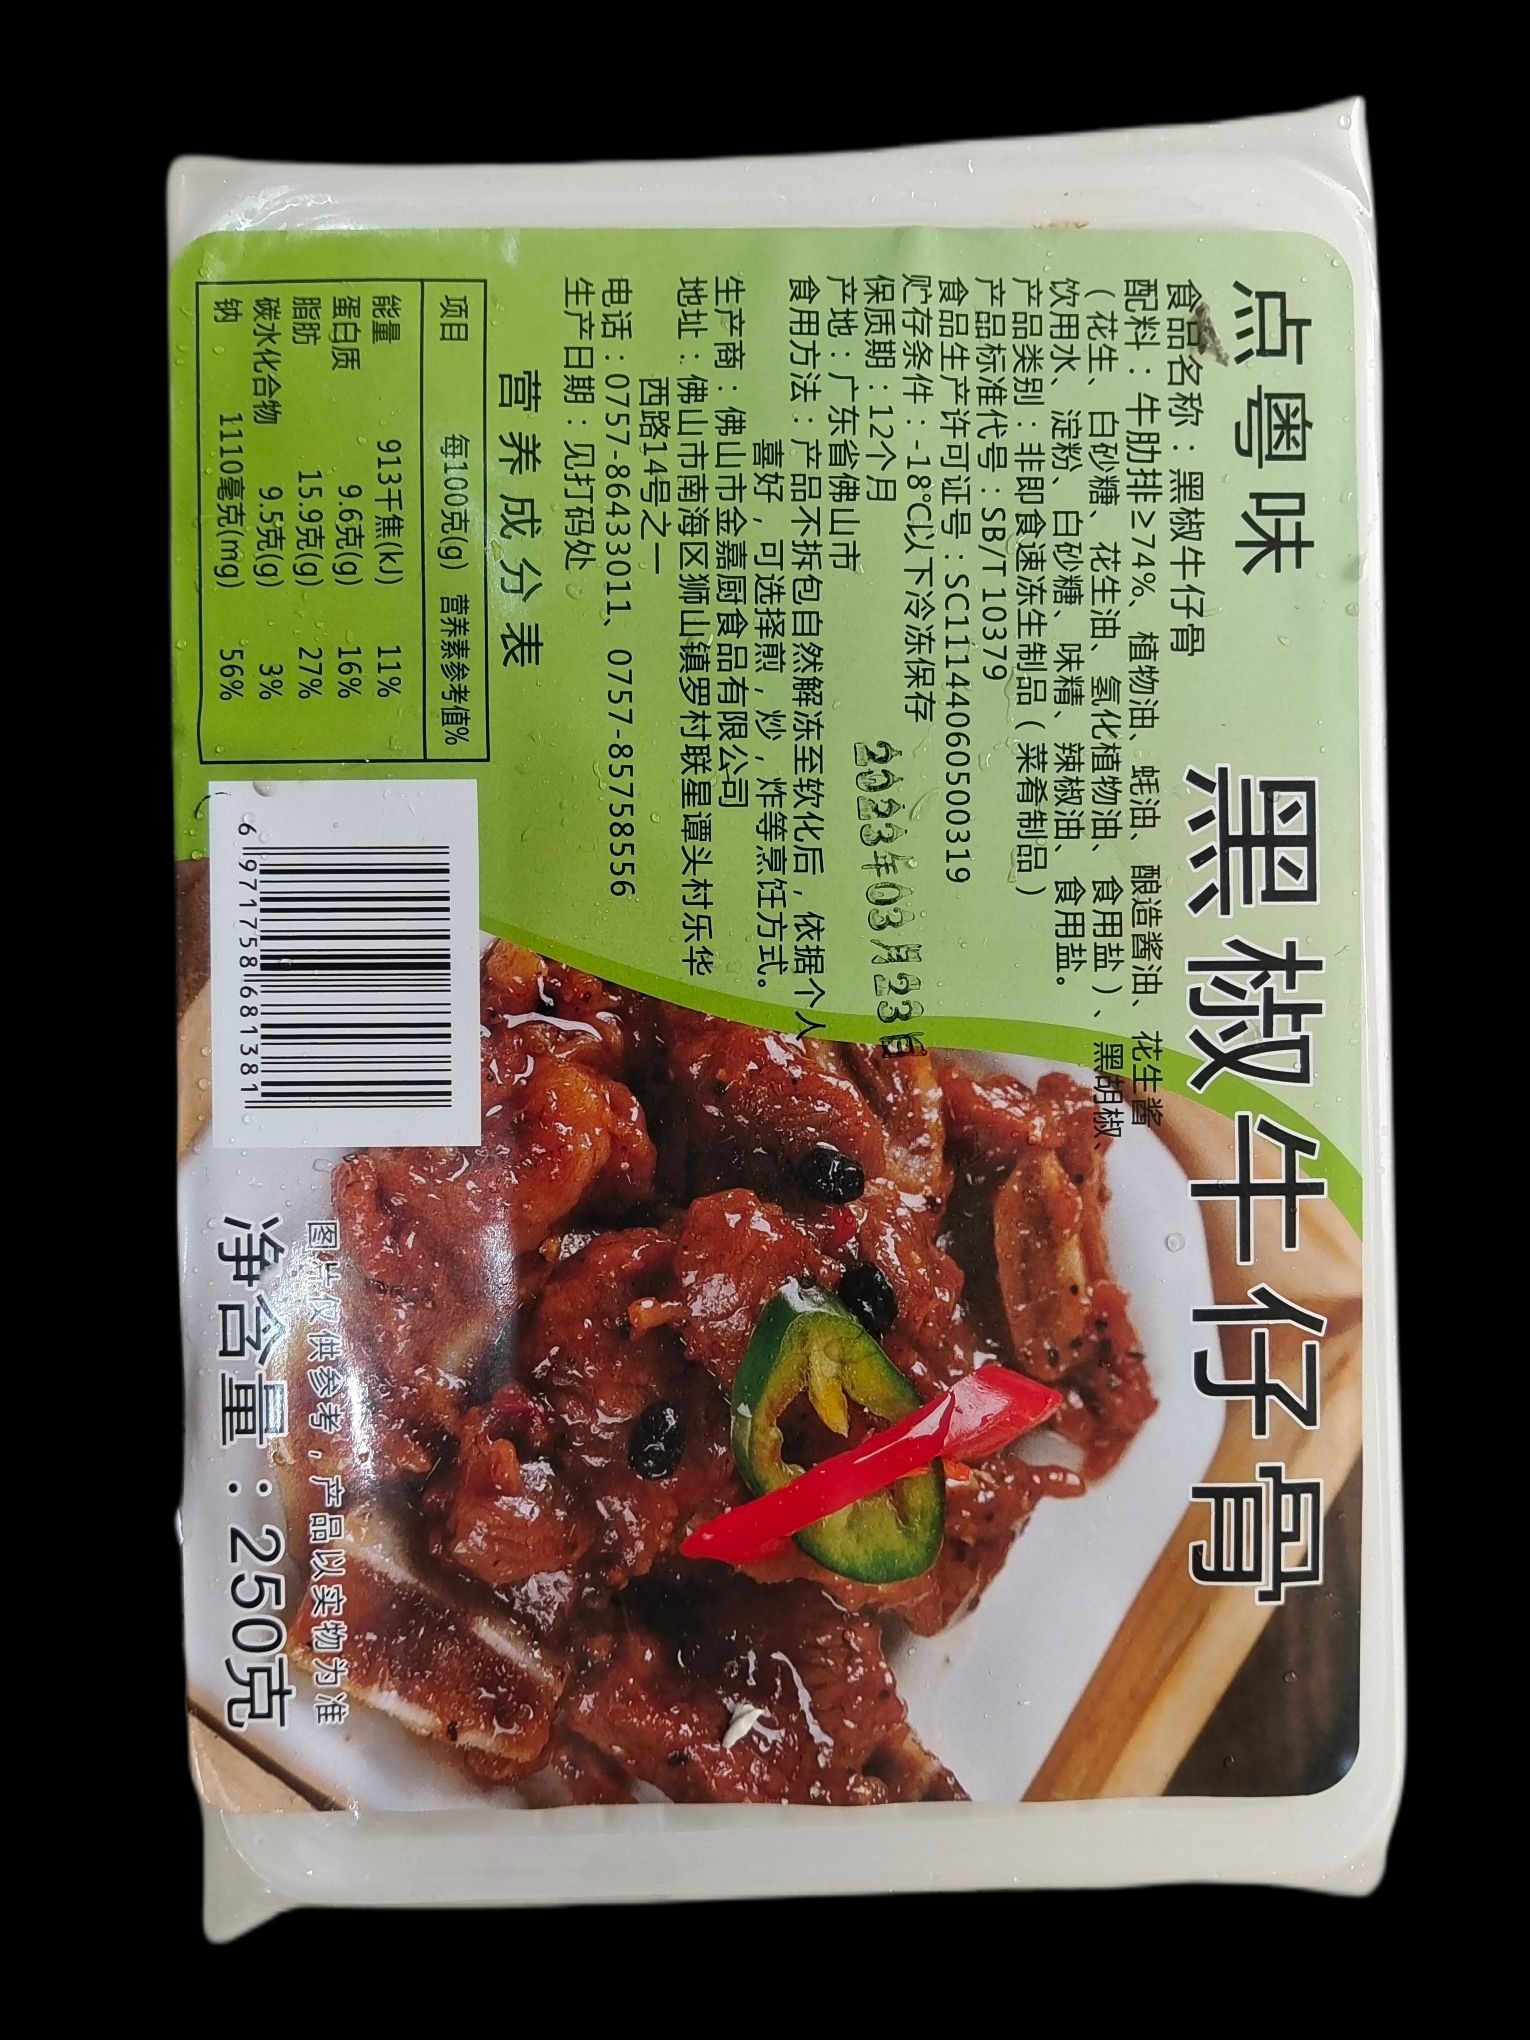 点粤味
黑椒牛仔骨
食品名称：黑椒牛仔骨
配料：牛肋排≥74%、植物油、蚝油、酿造酱油、花生酱
（花生、白砂糖、花生油、氢化植物油、食用盐）、黑胡椒、
饮用水、淀粉、白砂糖、味精、辣椒油、食用盐。
产品类别：非即食速冻生制品（菜肴制品）
产品标准代号：SB/T 10379
食品生产许可证号：SC11144060500319
贮存条件：-18℃以下冷冻保存
保质期：12个月
2023年03月23日
产地：广东省佛山市
食用方法：产品不拆包自然解冻至软化后，依据个人
喜好，可选择煎，炒，炸等烹饪方式。
生产商：佛山市金嘉厨食品有限公司
地址：佛山市南海区狮山镇罗村联星谭头村乐华
西路14号之一
电话：0757-86433011、0757-85758556
生产日期：见打码处
营养成分表
项目 每100克(g) 营养素参考值%
能量 913千焦(kJ) 11%
蛋白质 9.6克(g) 16%
脂肪 15.9克(g) 27%
碳水化合物 9.5克(g) 3%
钠 1110毫克(mg) 56%
6 971758 681381
图片仅供参考，产品以实物为准
净含量：250克